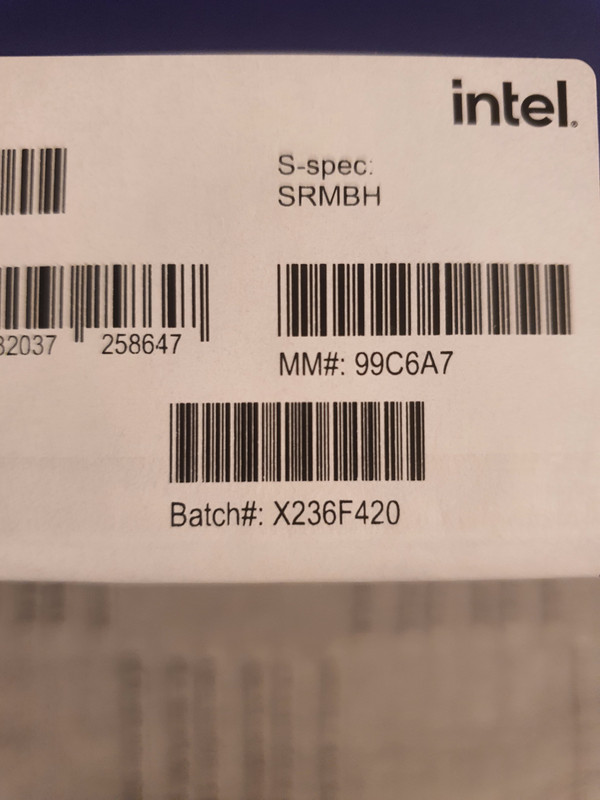 intel.
S-spec:
SRMBH
32037 258647
MM#: 99C6A7
Batch#: X236F420